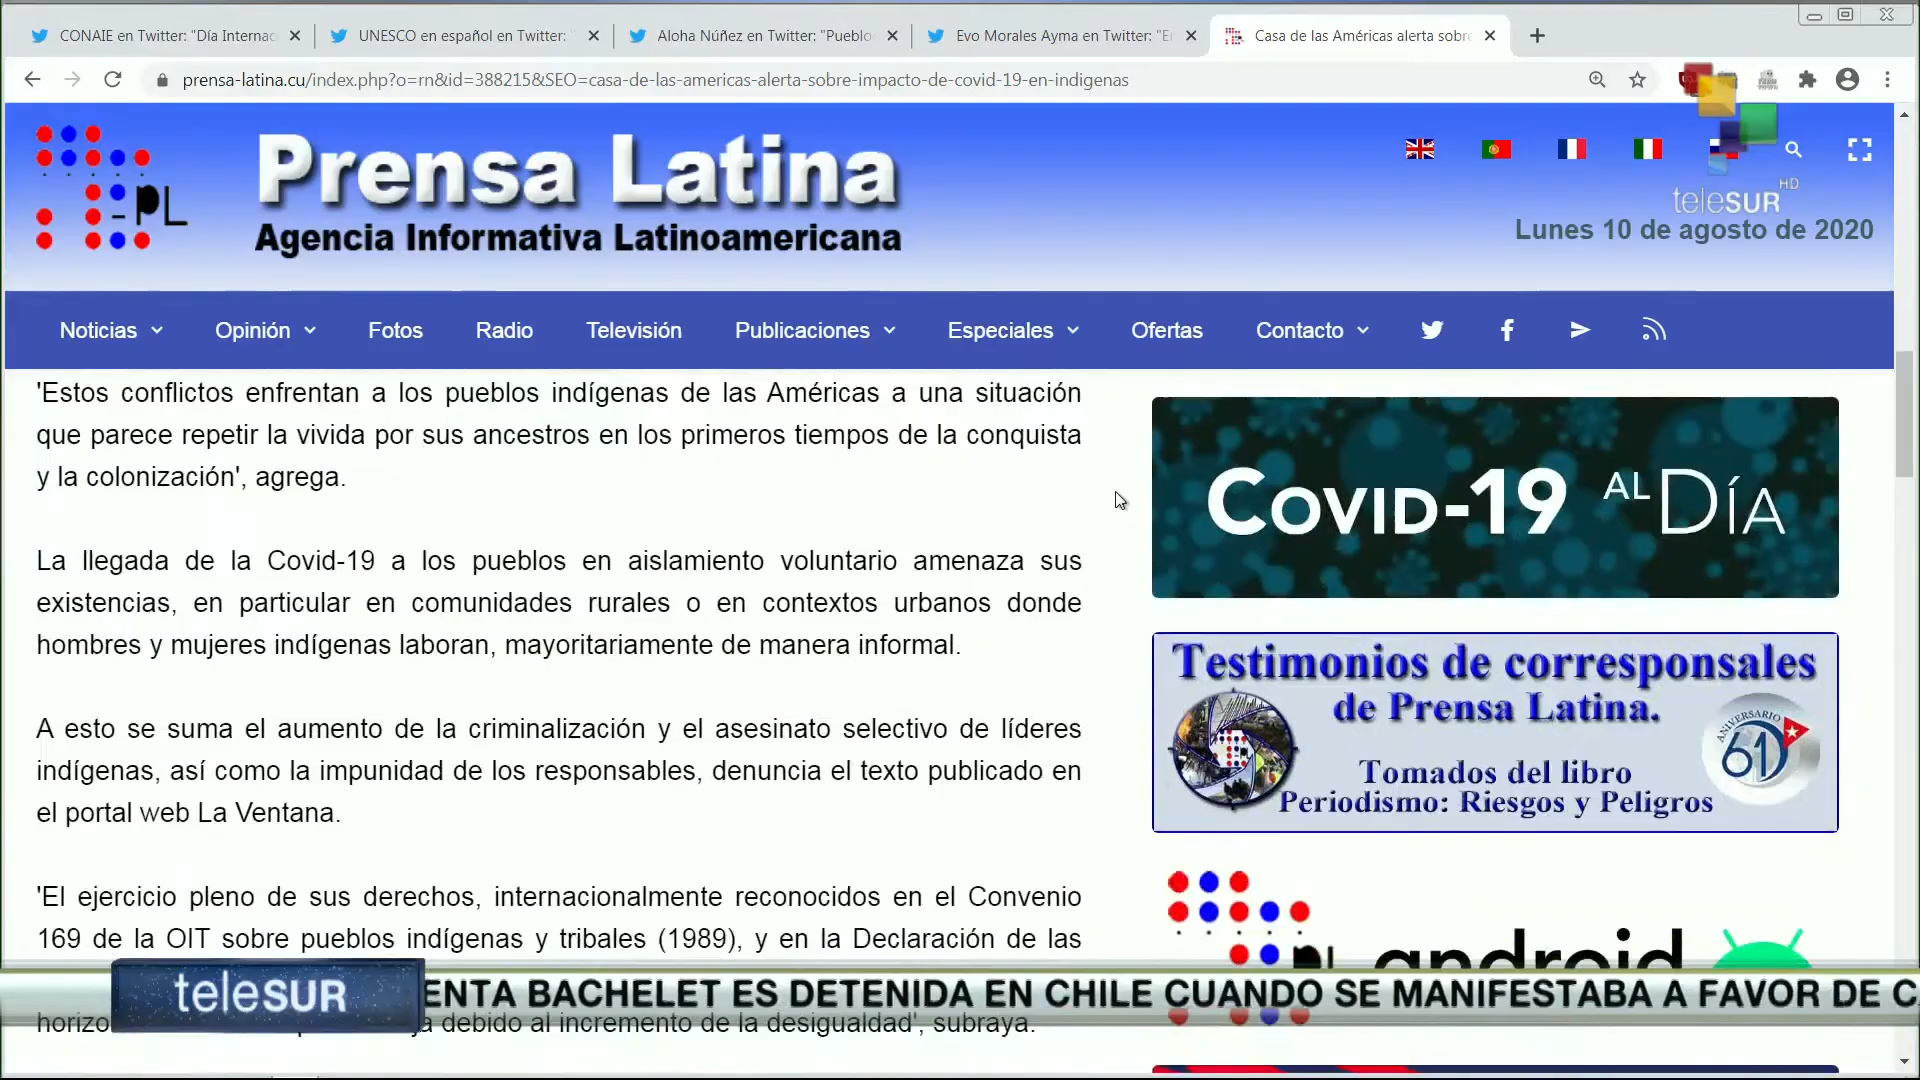 CONAIE en Twitter: "Día Internac
UNESCO en español en Twitter: "
Aloha Núñez en Twitter: "Pueblo
Evo Morales Ayma en Twitter: "E
Casa de las Américas alerta sobre
prensa-latina.cu/index.php?o=rn&id=388215&SEO=casa-de-las-americas-alerta-sobre-impacto-de-covid-19-en-indigenas
PL
Prensa Latina
Agencia Informativa Latinoamericana
teleSUR HD
Lunes 10 de agosto de 2020
Noticias Opinión Fotos Radio Televisión Publicaciones Especiales Ofertas Contacto
'Estos conflictos enfrentan a los pueblos indígenas de las Américas a una situación
que parece repetir la vivida por sus ancestros en los primeros tiempos de la conquista
y la colonización', agrega.
La llegada de la Covid-19 a los pueblos en aislamiento voluntario amenaza sus
existencias, en particular en comunidades rurales o en contextos urbanos donde
hombres y mujeres indígenas laboran, mayoritariamente de manera informal.
A esto se suma el aumento de la criminalización y el asesinato selectivo de líderes
indígenas, así como la impunidad de los responsables, denuncia el texto publicado en
el portal web La Ventana.
'El ejercicio pleno de sus derechos, internacionalmente reconocidos en el Convenio
169 de la OIT sobre pueblos indígenas y tribales (1989), y en la Declaración de las
COVID-19 AL DÍA
Testimonios de corresponsales
de Prensa Latina.
Tomados del libro
Periodismo: Riesgos y Peligros
ANIVERSARIO
61
PL android
teleSUR
ENTA BACHELET ES DETENIDA EN CHILE CUANDO SE MANIFESTABA A FAVOR DE C
horizo
debido al incremento de la desigualdad', subraya.